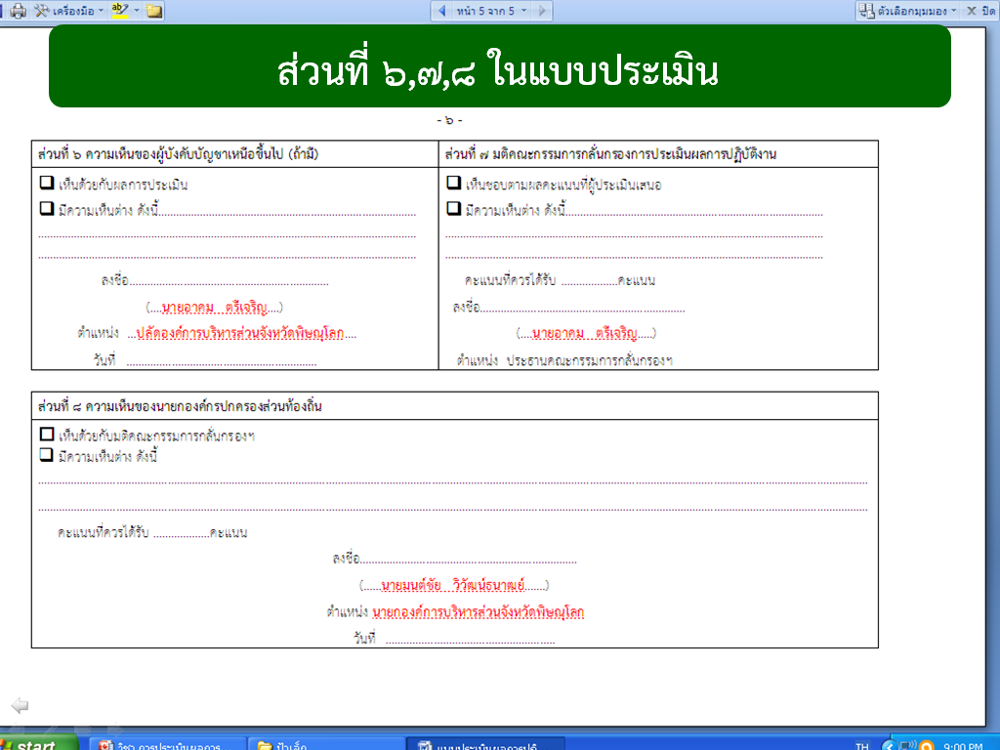 เครื่องมือ
หน้า 5 จาก 5
ตัวเลือกมุมมอง
ปิด
ส่วนที่ ๖,๗,๘ ในแบบประเมิน
- ๖ -
ส่วนที่ ๖ ความเห็นของผู้บังคับบัญชาเหนือขึ้นไป (ถ้ามี)
เห็นด้วยกับผลการประเมิน
มีความเห็นต่าง ดังนี้
ลงชื่อ
(....นายอาคม ตรีเจริญ....)
ตำแหน่ง ...ปลัดองค์การบริหารส่วนจังหวัดพิษณุโลก....
วันที่
ส่วนที่ ๗ มติคณะกรรมการกลั่นกรองการประเมินผลการปฏิบัติงาน
เห็นชอบตามผลคะแนนที่ผู้ประเมินเสนอ
มีความเห็นต่าง ดังนี้
คะแนนที่ควรได้รับ ...................คะแนน
ลงชื่อ
(....นายอาคม ตรีเจริญ.....)
ตำแหน่ง ประธานคณะกรรมการกลั่นกรองฯ
ส่วนที่ ๘ ความเห็นของนายกองค์กรปกครองส่วนท้องถิ่น
เห็นด้วยกับมติคณะกรรมการกลั่นกรองฯ
มีความเห็นต่าง ดังนี้
คะแนนที่ควรได้รับ ...................คะแนน
ลงชื่อ
(......นายมนต์ชัย วิวัฒน์ธนาฒย์.......)
ตำแหน่ง นายกองค์การบริหารส่วนจังหวัดพิษณุโลก
วันที่
start
วิชา การประเมินผลการ...
ป้าเล็ก
แบบประเมินผลการปฏิ...
TH
9:00 PM